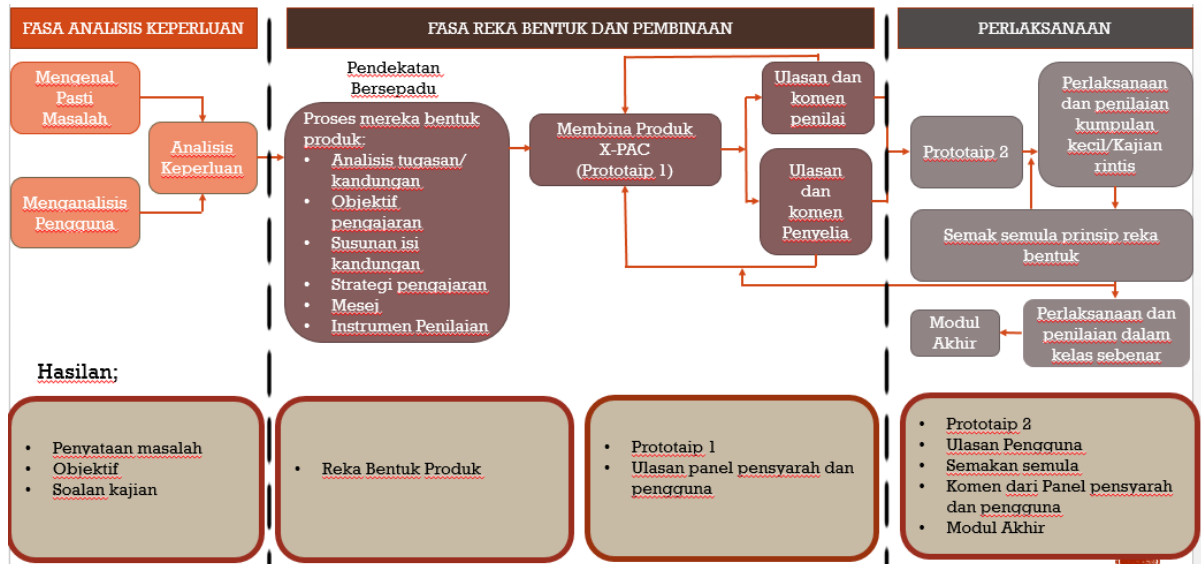 FASA ANALISIS KEPERLUAN
FASA REKA BENTUK DAN PEMBINAAN
PERLAKSANAAN
Mengenal
Pasti
Masalah
Menganalisis
Pengguna
Analisis
Keperluan
Pendekatan
Bersepadu
Proses mereka bentuk
produk:
• Analisis tugasan/
kandungan
• Objektif
pengajaran
• Susunan isi
kandungan
• Strategi pengajaran
• Mesej
• Instrumen Penilaian
Membina Produk
X-PAC
(Prototaip 1)
Ulasan dan
komen
penilai
Ulasan
dan
komen
Penyelia
Prototaip 2
Perlaksanaan
dan penilaian
kumpulan
kecil/Kajian
rintis
Semak semula prinsip reka
bentuk
Perlaksanaan dan
penilaian dalam
kelas sebenar
Modul
Akhir
Hasilan;
• Penyataan masalah
• Objektif
• Soalan kajian
• Reka Bentuk Produk
• Prototaip 1
• Ulasan panel pensyarah dan
pengguna
• Prototaip 2
• Ulasan Pengguna
• Semakan semula
• Komen dari Panel pensyarah
dan pengguna
• Modul Akhir